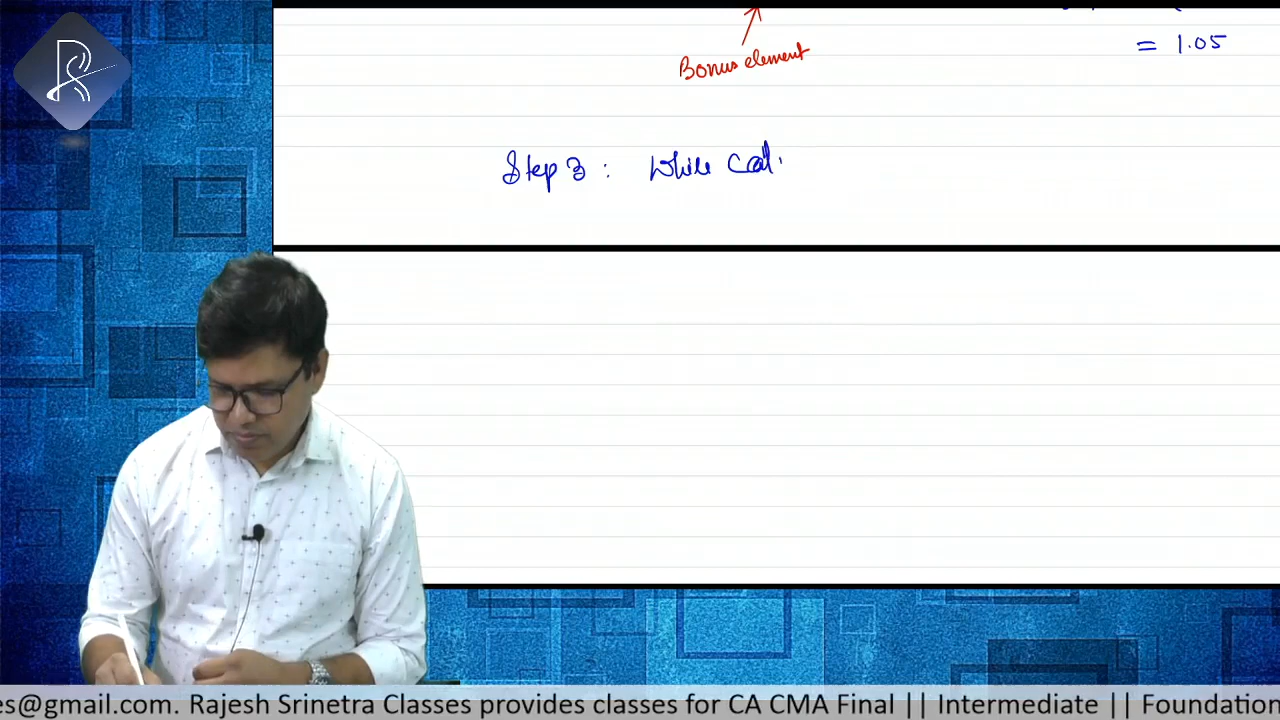 = 1.05
Bonus element
Step 3 : While Cal.
es@gmail.com. Rajesh Srinetra Classes provides classes for CA CMA Final || Intermediate || Foundation